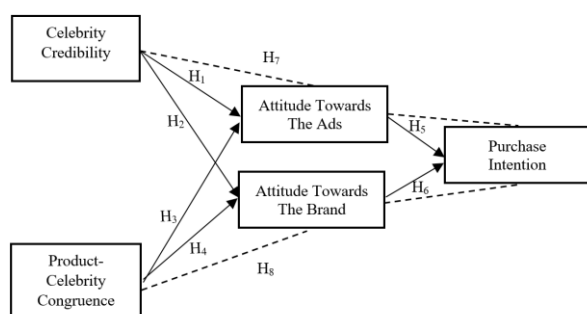 Celebrity
Credibility
H7
H1
Attitude Towards
The Ads
H2
H5
Purchase
Intention
Attitude Towards
The Brand
H6
H3
H4
Product-
Celebrity
Congruence
H8